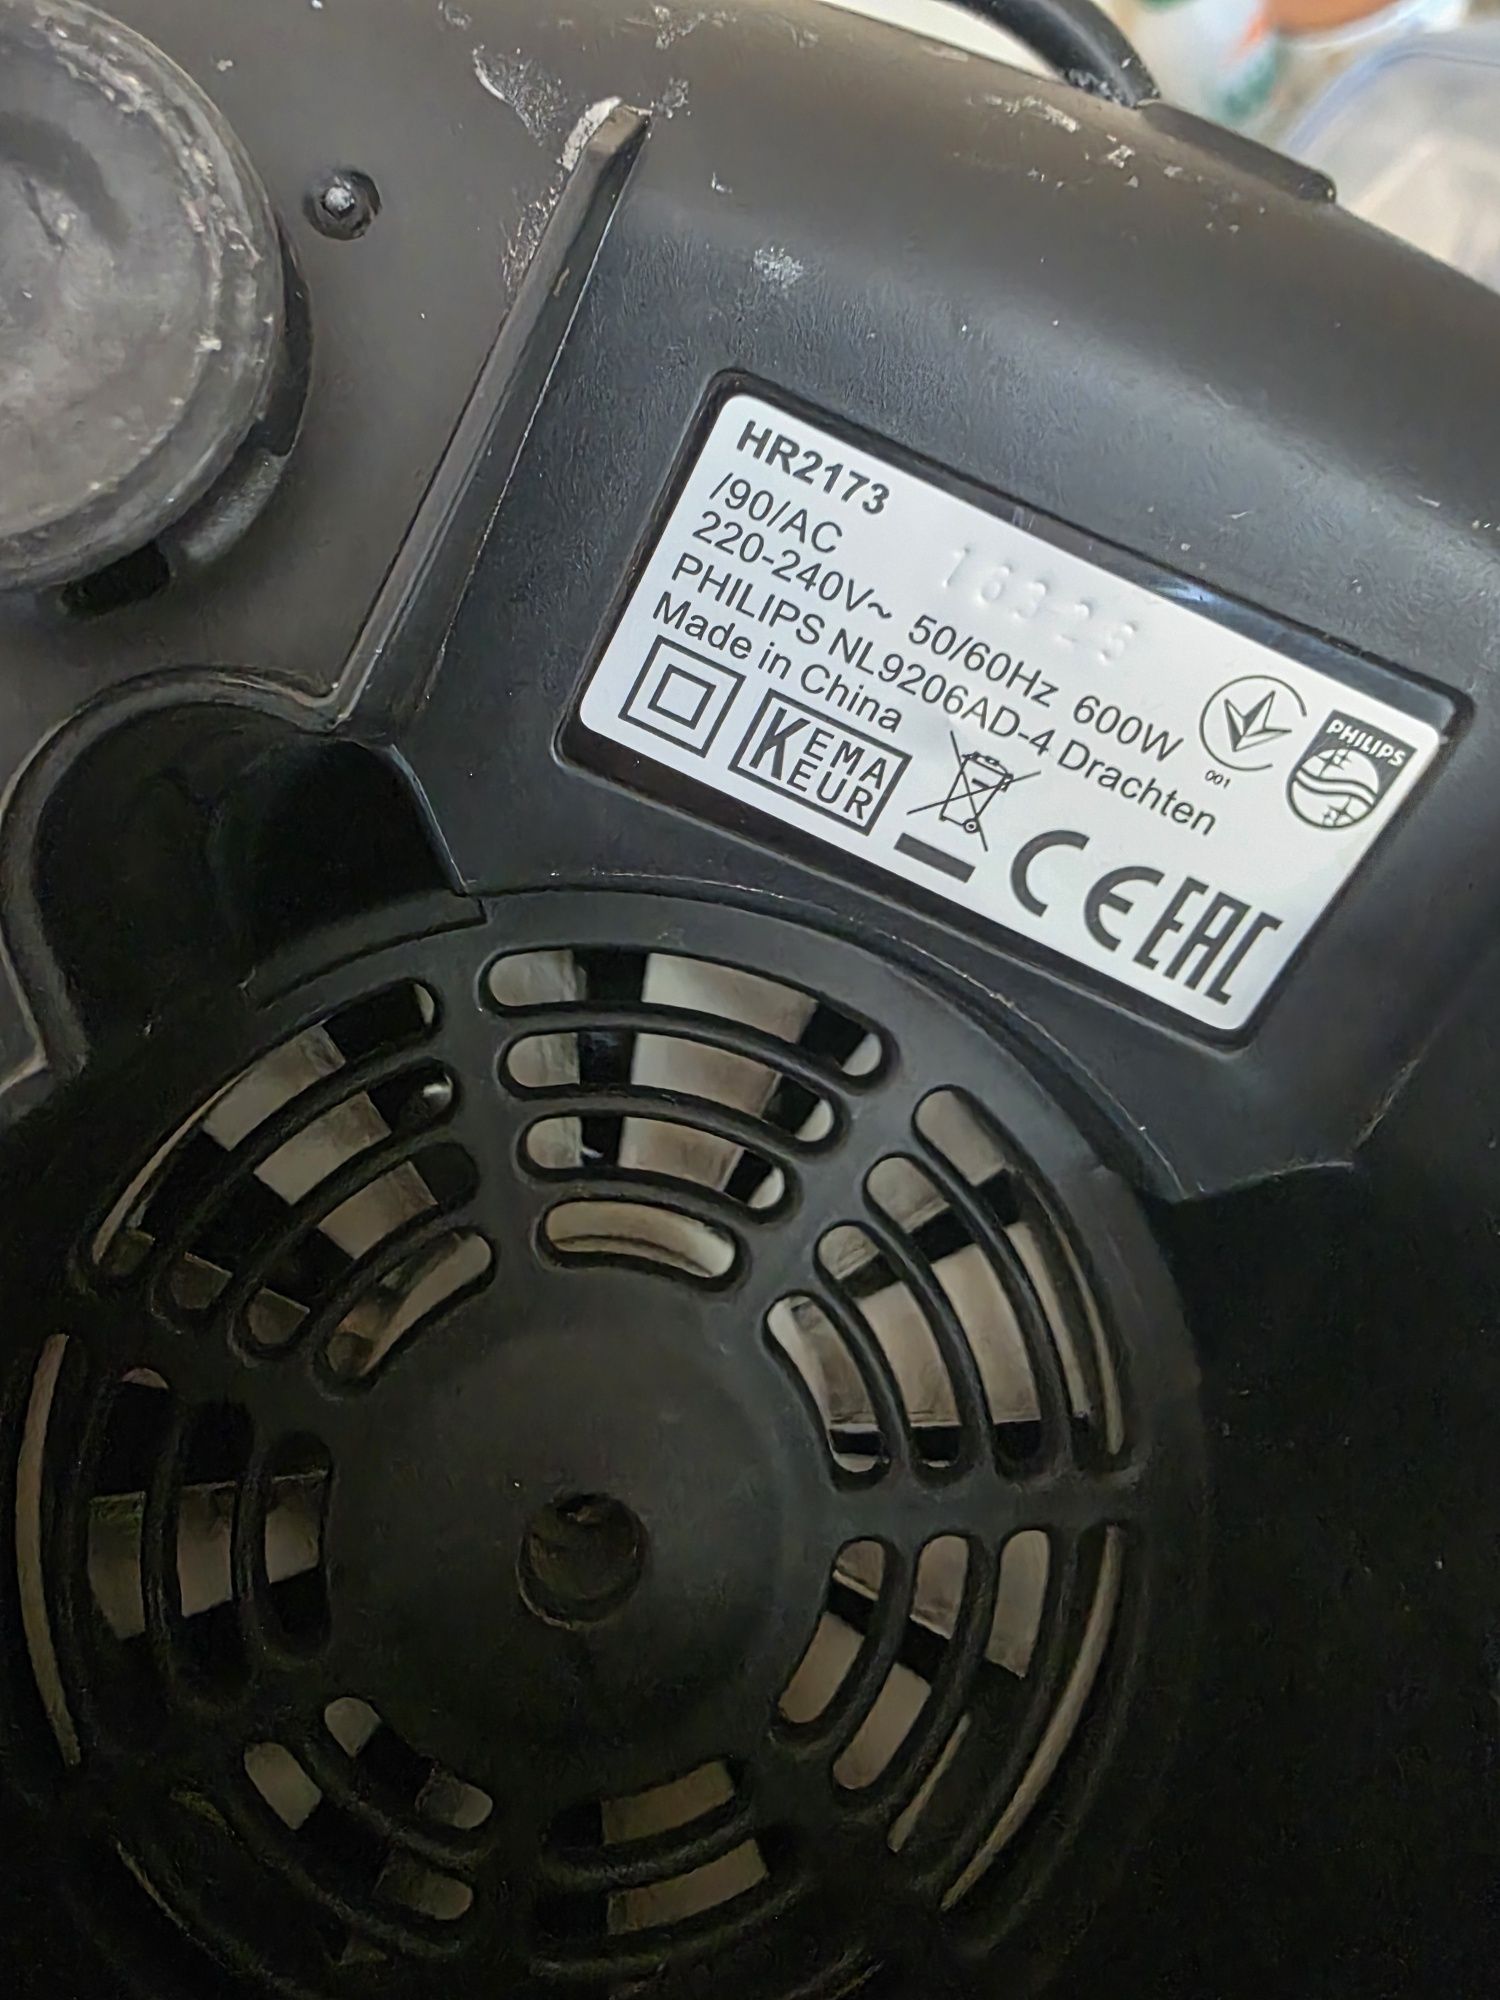 HR2173
/90/AC
220-240V~ 50/60Hz 600W
PHILIPS NL9206AD-4 Drachten
Made in China
KEMA
KEUR
001
PHILIPS
CE
EAC